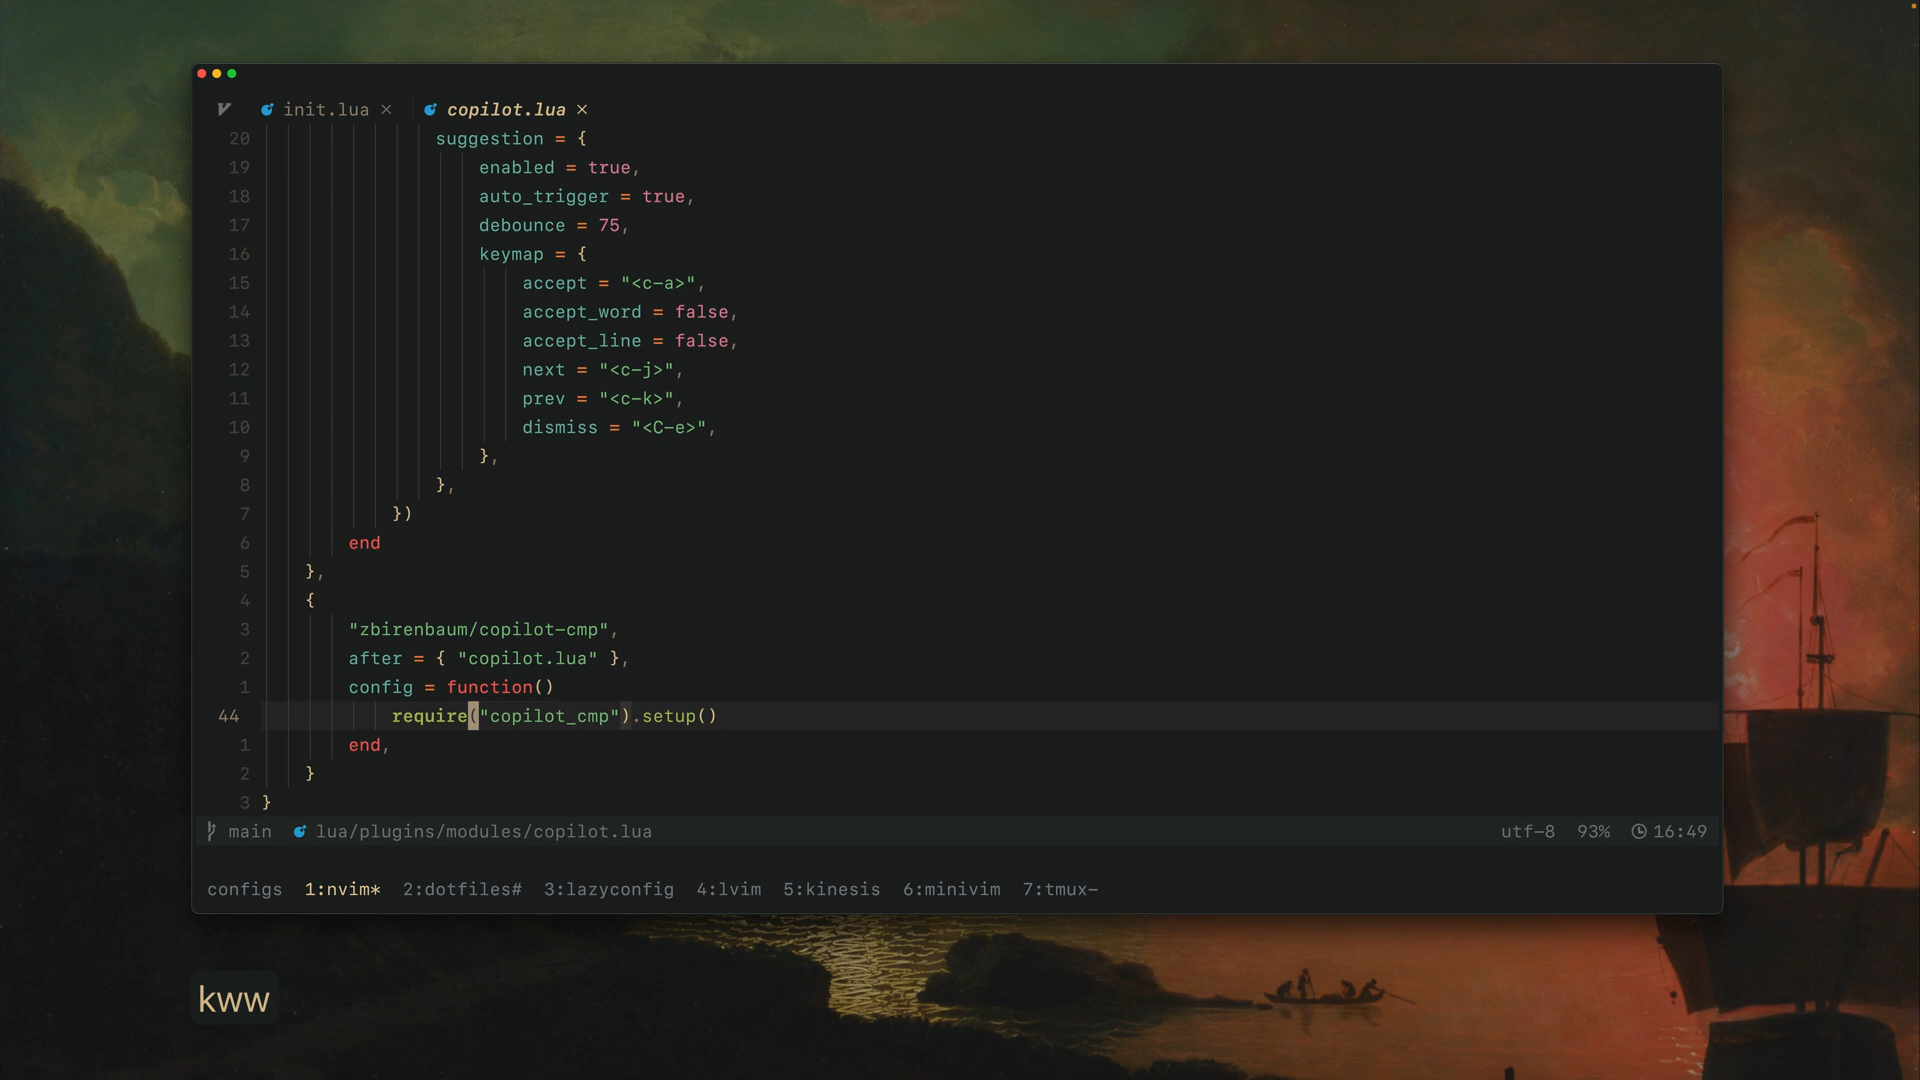 init.lua × copilot.lua ×
20 suggestion = {
19 enabled = true,
18 auto_trigger = true,
17 debounce = 75,
16 keymap = {
15 accept = "<c-a>",
14 accept_word = false,
13 accept_line = false,
12 next = "<c-j>",
11 prev = "<c-k>",
10 dismiss = "<C-e>",
9 },
8 },
7 })
6 end
5 },
4 {
3 "zbirenbaum/copilot-cmp",
2 after = { "copilot.lua" },
1 config = function()
44 require("copilot_cmp").setup()
1 end,
2 }
3 }
main lua/plugins/modules/copilot.lua utf-8 93% 16:49
configs 1:nvim* 2:dotfiles# 3:lazyconfig 4:lvim 5:kinesis 6:minivim 7:tmux-
kww